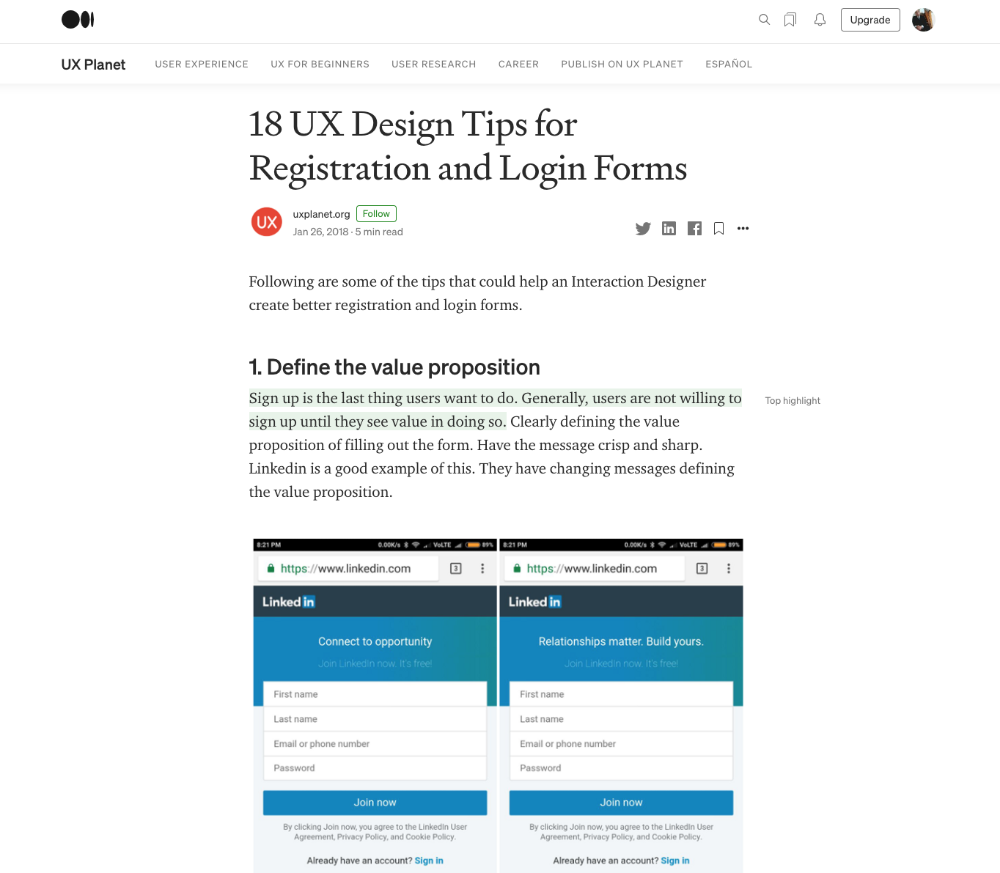 Upgrade
UX Planet
USER EXPERIENCE
UX FOR BEGINNERS
USER RESEARCH
CAREER
PUBLISH ON UX PLANET
ESPAÑOL
18 UX Design Tips for
Registration and Login Forms
UX
uxplanet.org
Follow
Jan 26, 2018 · 5 min read
in
Following are some of the tips that could help an Interaction Designer
create better registration and login forms.
1. Define the value proposition
Sign up is the last thing users want to do. Generally, users are not willing to
Top highlight
sign up until they see value in doing so. Clearly defining the value
proposition of filling out the form. Have the message crisp and sharp.
Linkedin is a good example of this. They have changing messages defining
the value proposition.
8:21 PM
0.00K/s VoLTE 89%
https://www.linkedin.com
3
Linked in
Connect to opportunity
Join LinkedIn now. It's free!
First name
Last name
Email or phone number
Password
Join now
By clicking Join now, you agree to the LinkedIn User
Agreement, Privacy Policy, and Cookie Policy.
Already have an account? Sign in
8:21 PM
0.00K/s VoLTE 89%
https://www.linkedin.com
3
Linked in
Relationships matter. Build yours.
Join LinkedIn now. It's free!
First name
Last name
Email or phone number
Password
Join now
By clicking Join now, you agree to the LinkedIn User
Agreement, Privacy Policy, and Cookie Policy.
Already have an account? Sign in